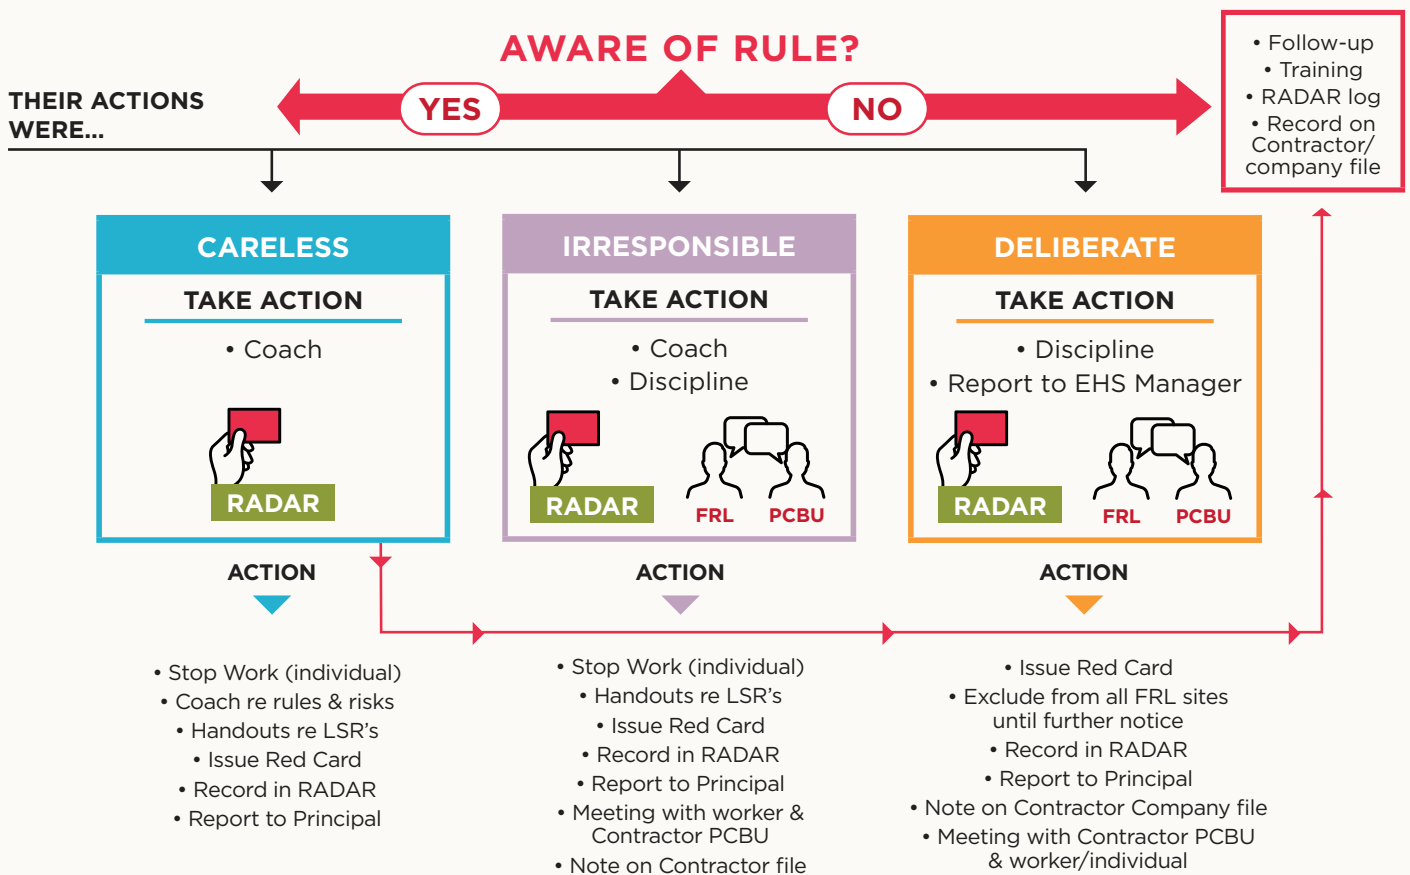 AWARE OF RULE?
THEIR ACTIONS
WERE...
YES
NO
• Follow-up
• Training
• RADAR log
• Record on
Contractor/
company file
CARELESS
TAKE ACTION
• Coach
RADAR
ACTION
• Stop Work (individual)
• Coach re rules & risks
• Handouts re LSR's
• Issue Red Card
• Record in RADAR
• Report to Principal
IRRESPONSIBLE
TAKE ACTION
• Coach
• Discipline
RADAR
FRL
PCBU
ACTION
• Stop Work (individual)
• Handouts re LSR's
• Issue Red Card
• Record in RADAR
• Report to Principal
• Meeting with worker &
Contractor PCBU
• Note on Contractor file
DELIBERATE
TAKE ACTION
• Discipline
• Report to EHS Manager
RADAR
FRL
PCBU
ACTION
• Issue Red Card
• Exclude from all FRL sites
until further notice
• Record in RADAR
• Report to Principal
• Note on Contractor Company file
• Meeting with Contractor PCBU
& worker/individual